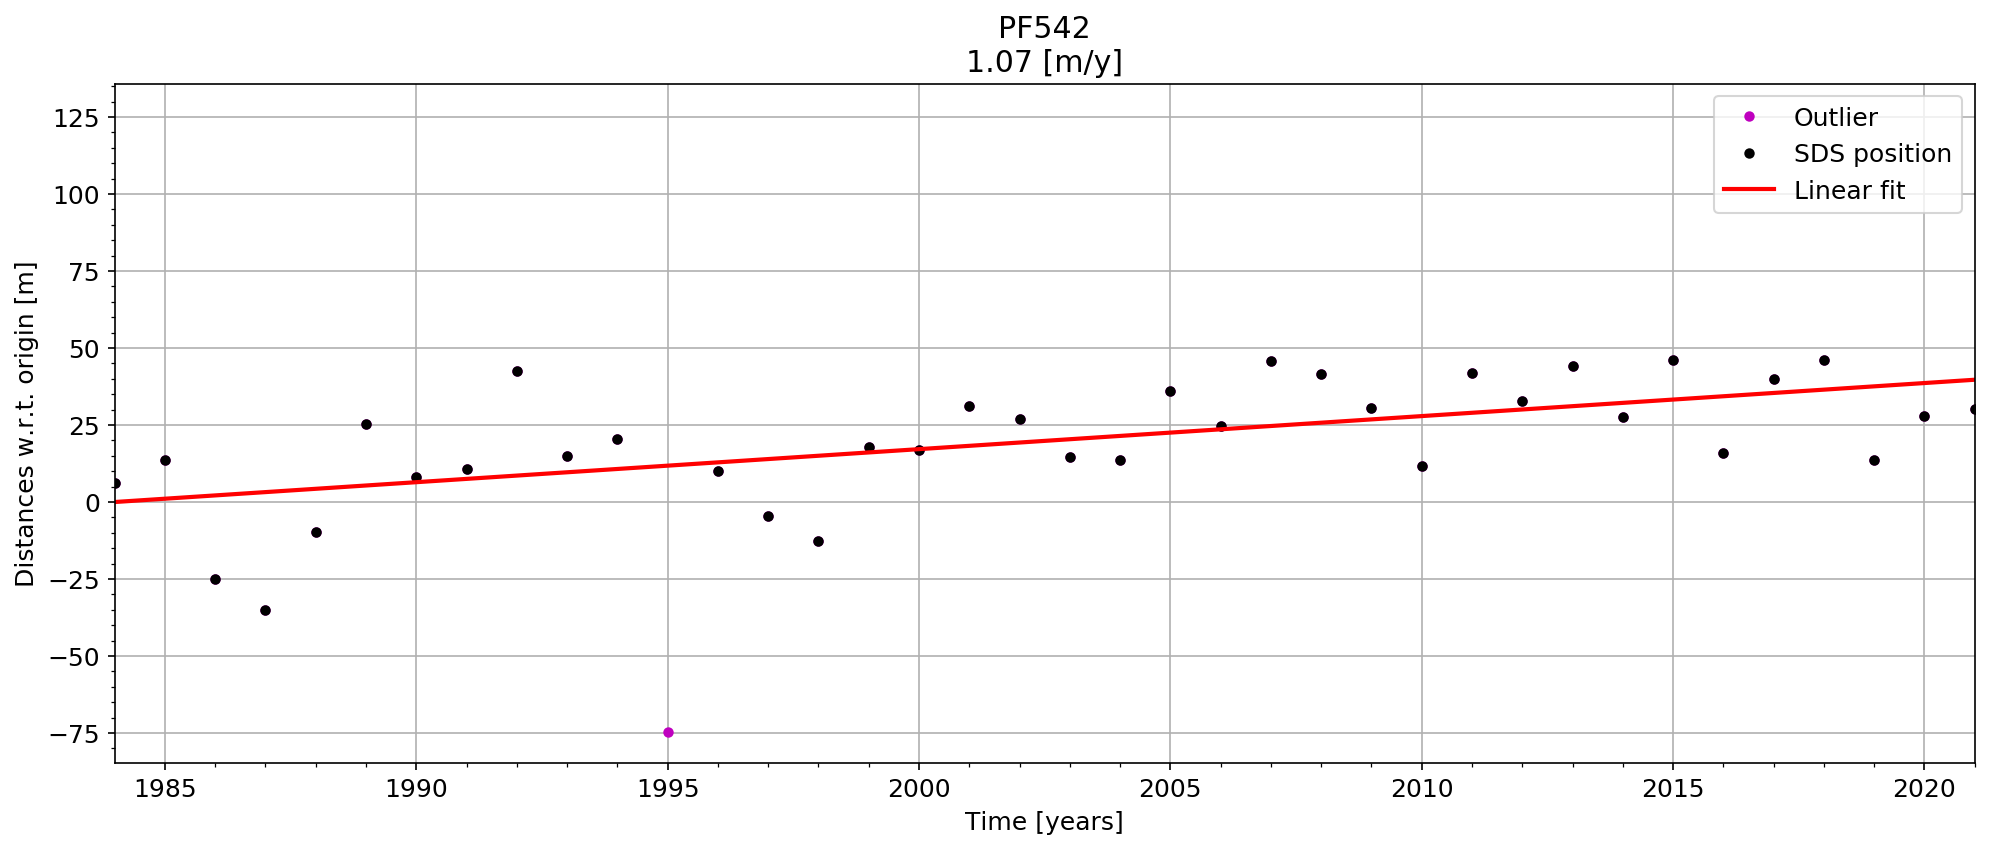 PF542
1.07 [m/y]
Outlier
SDS position
Linear fit
Distances w.r.t. origin [m]
125
100
75
50
25
0
−25
−50
−75
1985 1990 1995 2000 2005 2010 2015 2020
Time [years]